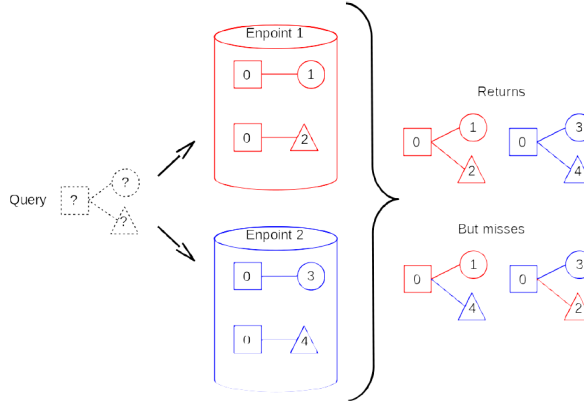 Enpoint 1
0 1
0 2
Query ? ? ?
Enpoint 2
0 3
0 4
Returns
0 1 2
0 3 4
But misses
0 1 4
0 3 2